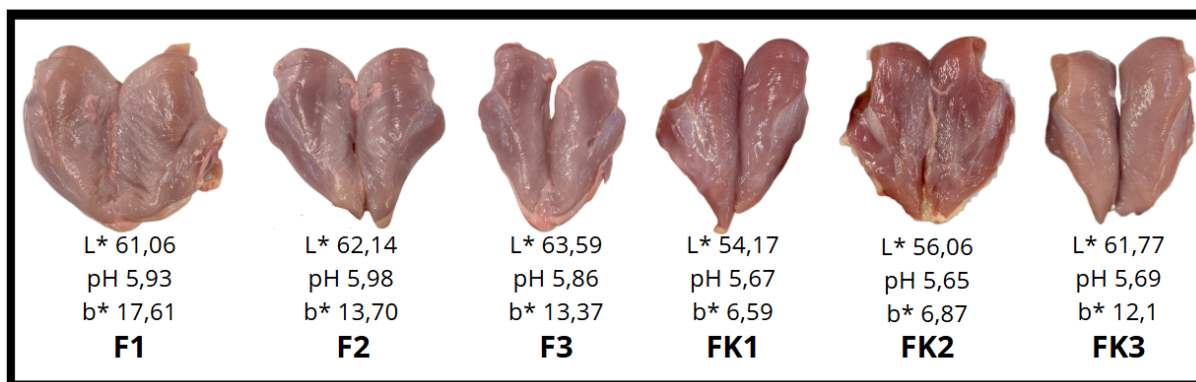 L* 61,06
pH 5,93
b* 17,61
F1
L* 62,14
pH 5,98
b* 13,70
F2
L* 63,59
pH 5,86
b* 13,37
F3
L* 54,17
pH 5,67
b* 6,59
FK1
L* 56,06
pH 5,65
b* 6,87
FK2
L* 61,77
pH 5,69
b* 12,1
FK3